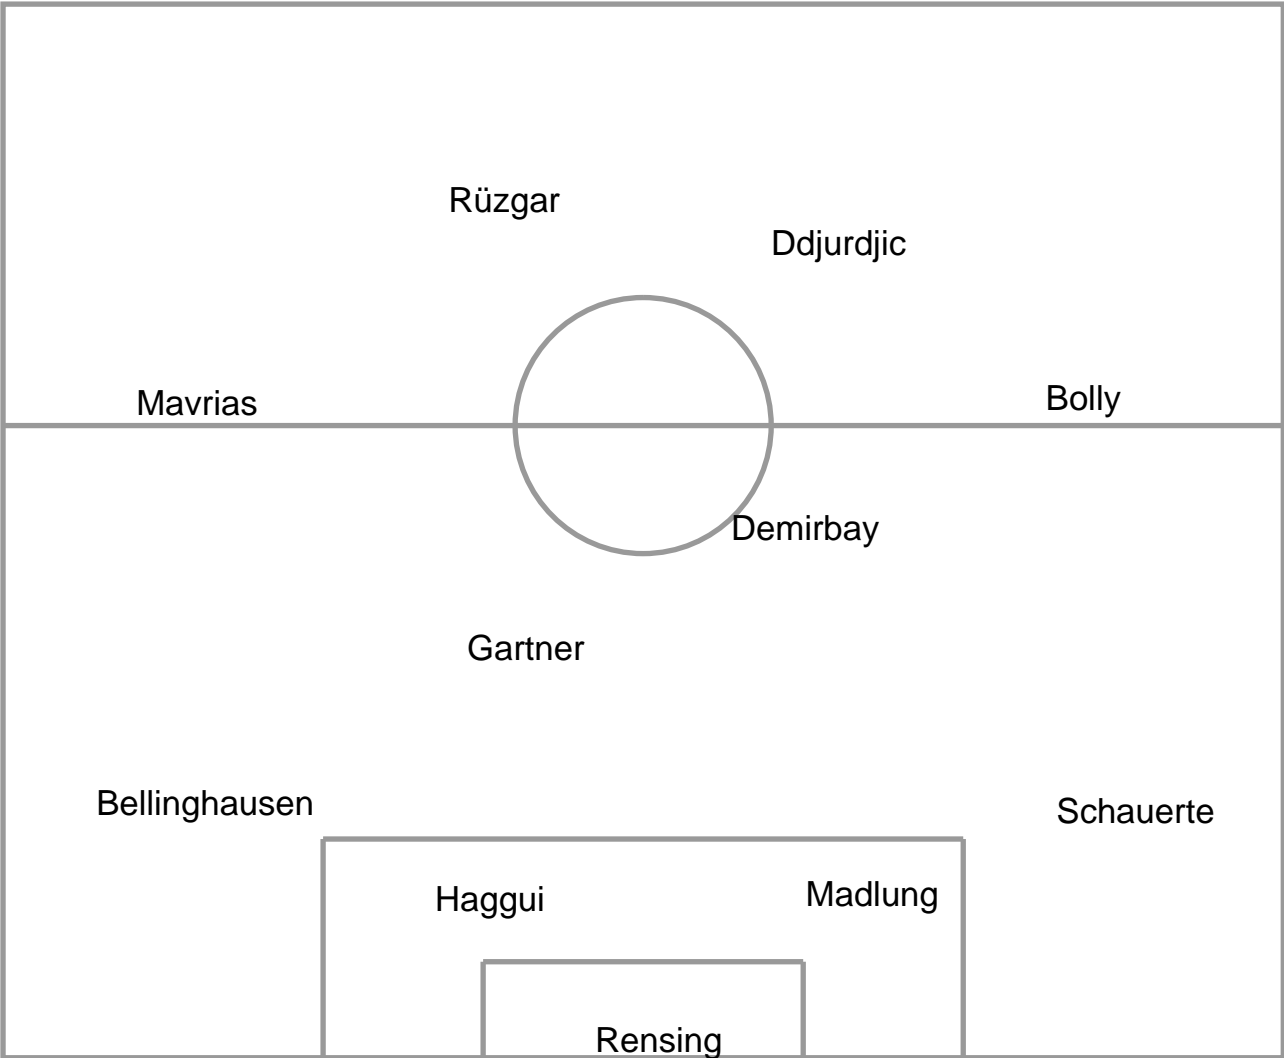 Rüzgar
Ddjurdjic
Mavrias
Bolly
Demirbay
Gartner
Bellinghausen
Schauerte
Haggui
Madlung
Rensing